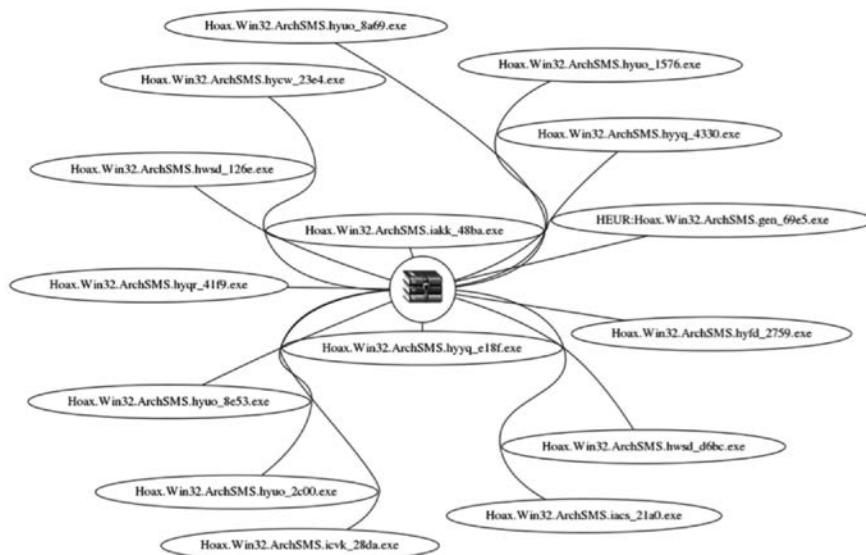 Hoax.Win32.ArchSMS.hyuo_8a69.exe
Hoax.Win32.ArchSMS.hyuo_1576.exe
Hoax.Win32.ArchSMS.hycw_23e4.exe
Hoax.Win32.ArchSMS.hyyq_4330.exe
Hoax.Win32.ArchSMS.hwsd_126e.exe
HEUR:Hoax.Win32.ArchSMS.gen_69e5.exe
Hoax.Win32.ArchSMS.iakk_48ba.exe
Hoax.Win32.ArchSMS.hyqr_41f9.exe
Hoax.Win32.ArchSMS.hyfd_2759.exe
Hoax.Win32.ArchSMS.hyyq_e18f.exe
Hoax.Win32.ArchSMS.hyuo_8e53.exe
Hoax.Win32.ArchSMS.hwsd_d6bc.exe
Hoax.Win32.ArchSMS.hyuo_2c00.exe
Hoax.Win32.ArchSMS.iacs_21a0.exe
Hoax.Win32.ArchSMS.icvk_28da.exe